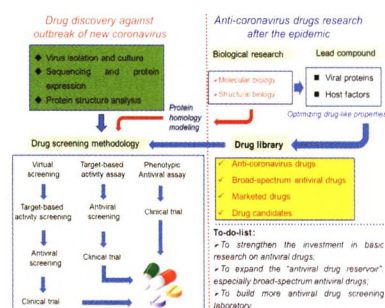 Drug discovery against
outbreak of new coronavirus
Anti-coronavirus drugs research
after the epidemic
Virus isolation and culture
Sequencing and protein
expression
Protein structure analysis
Biological research
Lead compound
Molecular biology
Structural biology
Viral proteins
Host factors
Protein
homology
modeling
Optimizing drug-like properties
Drug screening methodology
Drug library
Virtual
screening
Target-based
activity assay
Phenotypic
Antiviral assay
Target-based
activity screening
Antiviral
screening
Clinical trial
Antiviral
screening
Clinical trial
Clinical trial
Anti-coronavirus drugs
Broad-spectrum antiviral drugs
Marketed drugs
Drug candidates
To-do-list:
To strengthen the investment in basic
research on antiviral drugs;
To expand the "antiviral drug reservoir"
especially broad-spectrum antiviral drugs;
To build more antiviral drug screening
laboratory